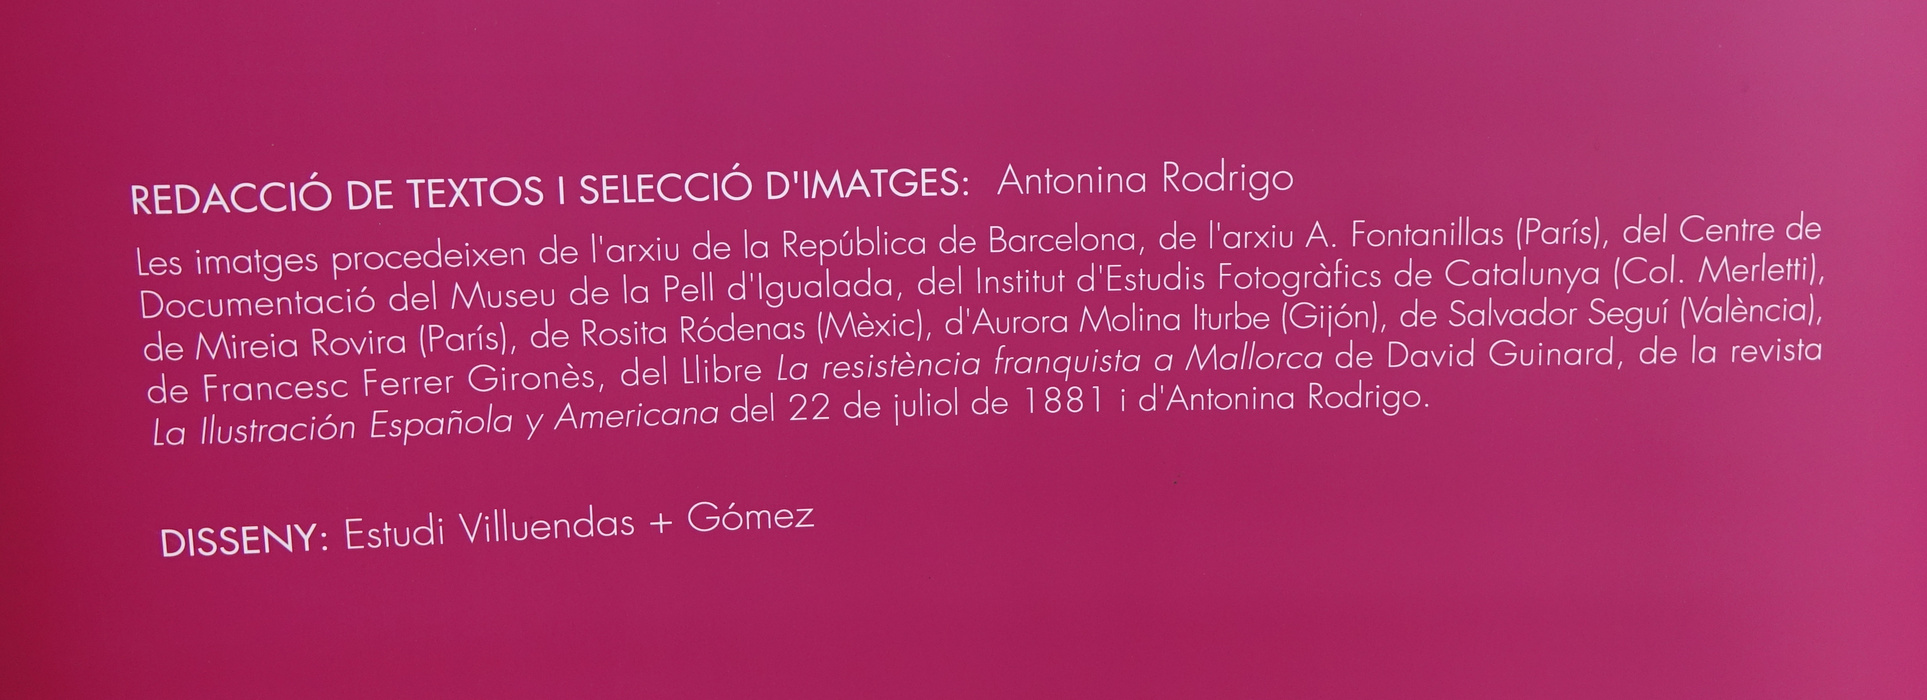 REDACCIÓ DE TEXTOS I SELECCIÓ D'IMATGES: Antonina Rodrigo
Les imatges procedeixen de l'arxiu de la República de Barcelona, de l'arxiu A. Fontanillas (París), del Centre de
Documentació del Museu de la Pell d'Igualada, del Institut d'Estudis Fotogràfics de Catalunya (Col. Merletti),
de Mireia Rovira (París), de Rosita Ródenas (Mèxic), d'Aurora Molina Iturbe (Gijón), de Salvador Seguí (València),
de Francesc Ferrer Gironès, del Llibre La resistència franquista a Mallorca de David Guinard, de la revista
La Ilustración Española y Americana del 22 de juliol de 1881 i d'Antonina Rodrigo.
DISSENY: Estudi Villuendas + Gómez